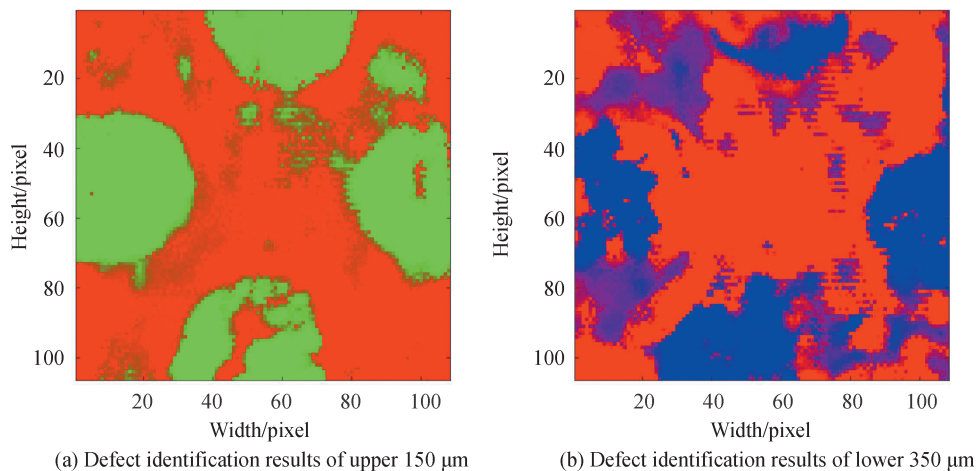 20
40
60
80
100
Height/pixel
20 40 60 80 100
Width/pixel
(a) Defect identification results of upper 150 μm
20
40
60
80
100
Height/pixel
20 40 60 80 100
Width/pixel
(b) Defect identification results of lower 350 μm